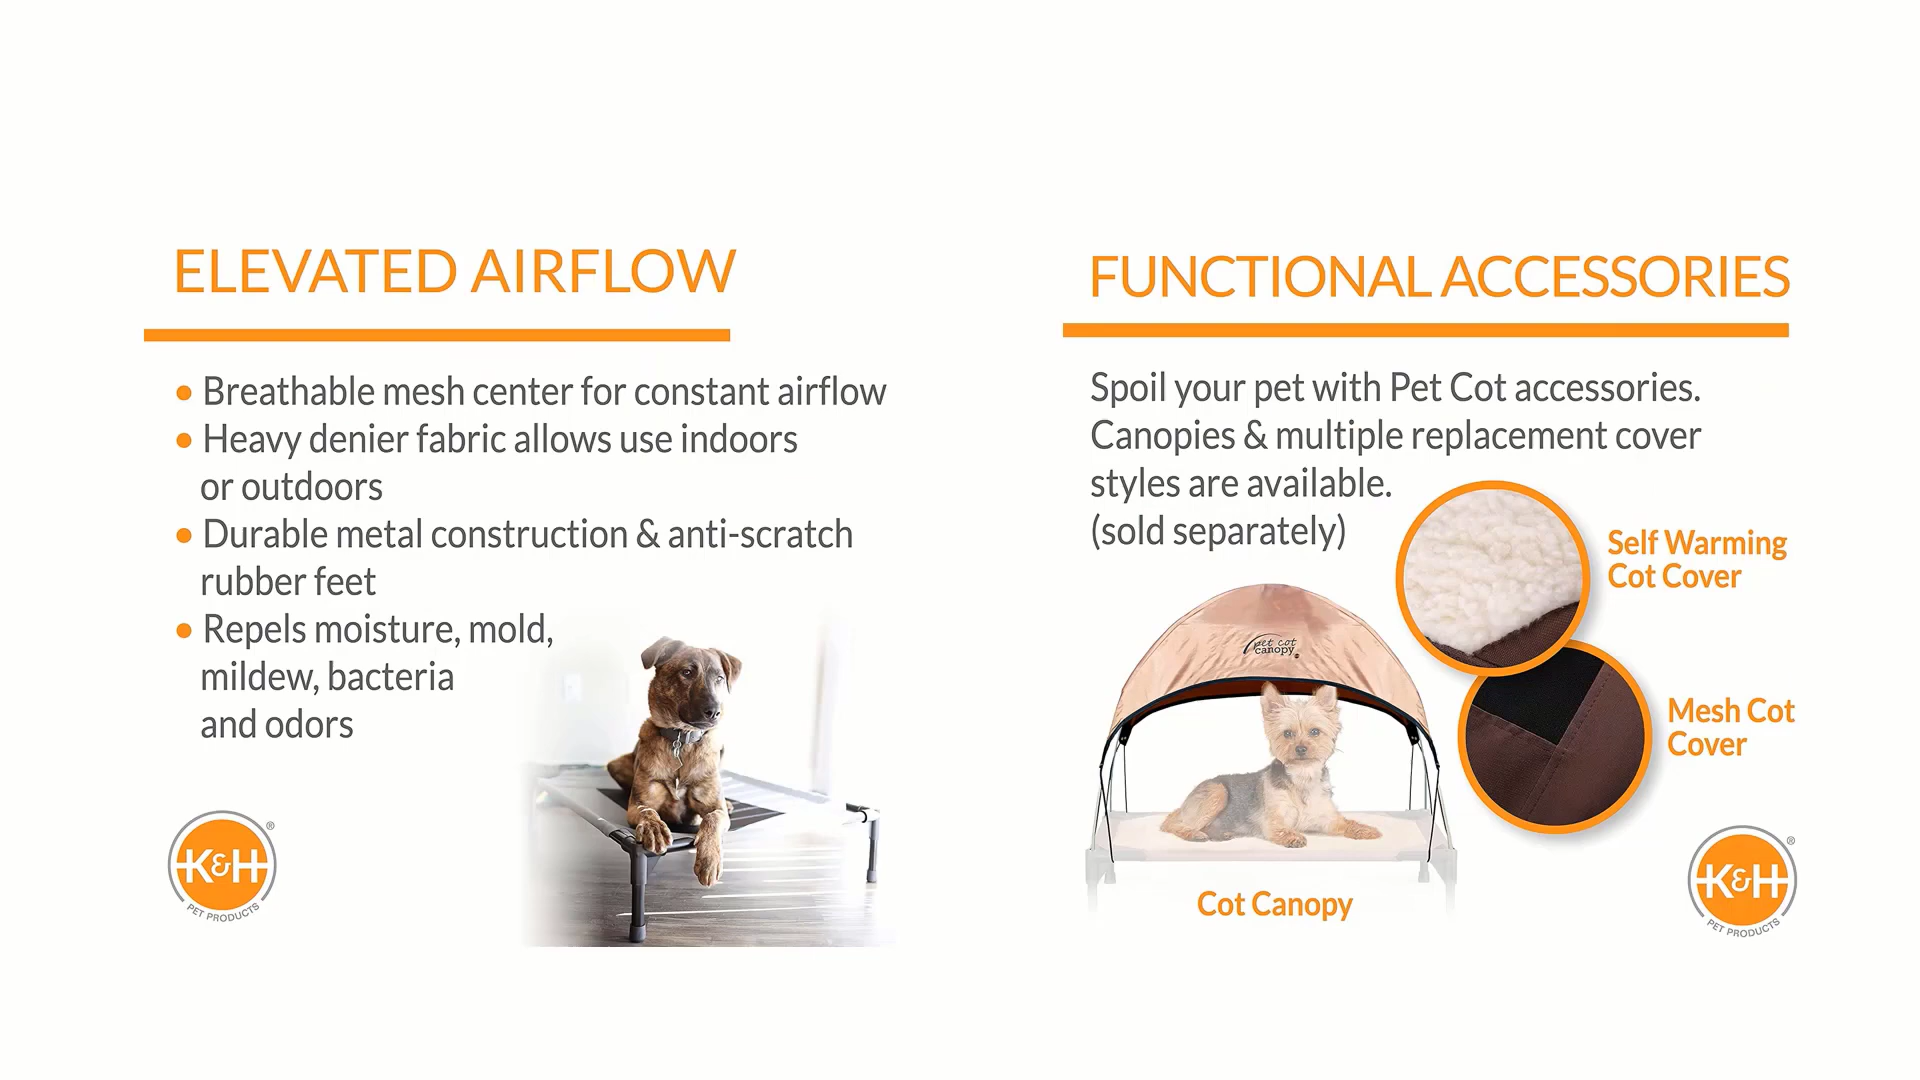 ELEVATED AIRFLOW
• Breathable mesh center for constant airflow
• Heavy denier fabric allows use indoors
or outdoors
• Durable metal construction & anti-scratch
rubber feet
• Repels moisture, mold,
mildew, bacteria
and odors
K&H®
PET PRODUCTS
FUNCTIONAL ACCESSORIES
Spoil your pet with Pet Cot accessories.
Canopies & multiple replacement cover
styles are available.
(sold separately)
Self Warming
Cot Cover
pet cot
canopy
Mesh Cot
Cover
Cot Canopy
K&H®
PET PRODUCTS